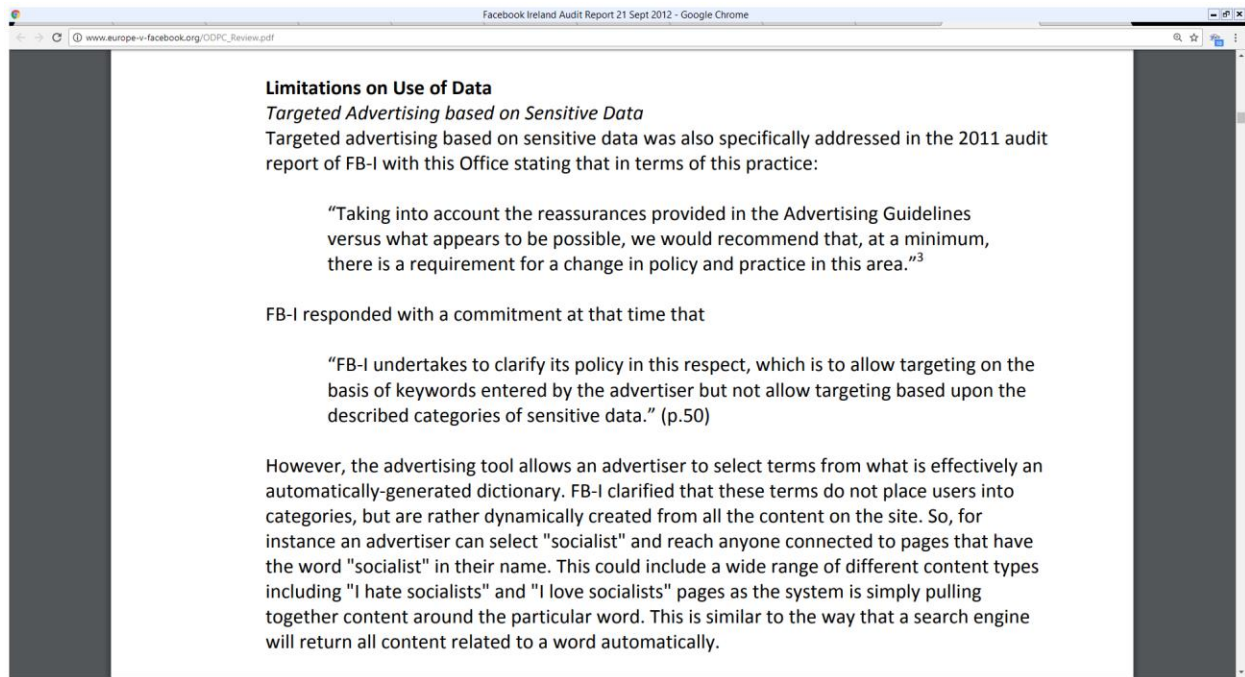 Facebook Ireland Audit Report 21 Sept 2012 - Google Chrome
www.europe-v-facebook.org/ODPC_Review.pdf
Limitations on Use of Data
Targeted Advertising based on Sensitive Data
Targeted advertising based on sensitive data was also specifically addressed in the 2011 audit
report of FB-I with this Office stating that in terms of this practice:
“Taking into account the reassurances provided in the Advertising Guidelines
versus what appears to be possible, we would recommend that, at a minimum,
there is a requirement for a change in policy and practice in this area.”³
FB-I responded with a commitment at that time that
“FB-I undertakes to clarify its policy in this respect, which is to allow targeting on the
basis of keywords entered by the advertiser but not allow targeting based upon the
described categories of sensitive data.” (p.50)
However, the advertising tool allows an advertiser to select terms from what is effectively an
automatically-generated dictionary. FB-I clarified that these terms do not place users into
categories, but are rather dynamically created from all the content on the site. So, for
instance an advertiser can select "socialist" and reach anyone connected to pages that have
the word "socialist" in their name. This could include a wide range of different content types
including "I hate socialists" and "I love socialists" pages as the system is simply pulling
together content around the particular word. This is similar to the way that a search engine
will return all content related to a word automatically.